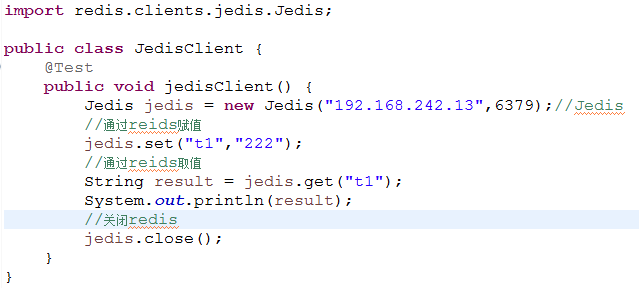 import redis.clients.jedis.Jedis;
public class JedisClient {
@Test
public void jedisClient() {
Jedis jedis = new Jedis("192.168.242.13",6379);//Jedis
//通过reids赋值
jedis.set("t1","222");
//通过reids取值
String result = jedis.get("t1");
System.out.println(result);
//关闭redis
jedis.close();
}
}